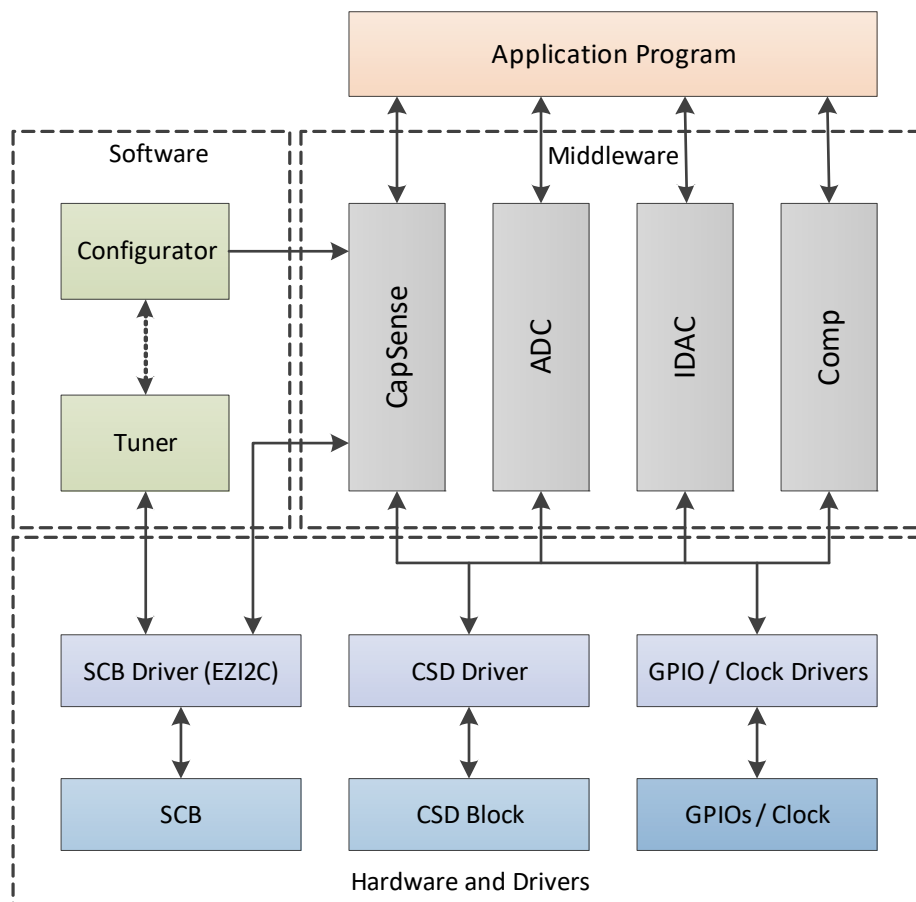 Application Program
Software
Middleware
Configurator
Tuner
CapSense
ADC
IDAC
Comp
SCB Driver (EZI2C)
CSD Driver
GPIO / Clock Drivers
SCB
CSD Block
GPIOs / Clock
Hardware and Drivers